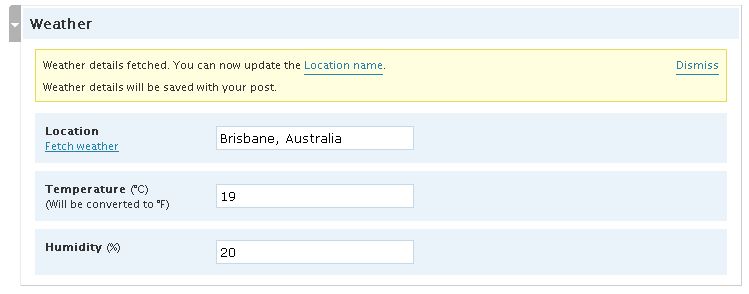 Weather
Weather details fetched. You can now update the Location name. Dismiss
Weather details will be saved with your post.
Location
Fetch weather
Brisbane, Australia
Temperature (°C)
(Will be converted to °F)
19
Humidity (%)
20